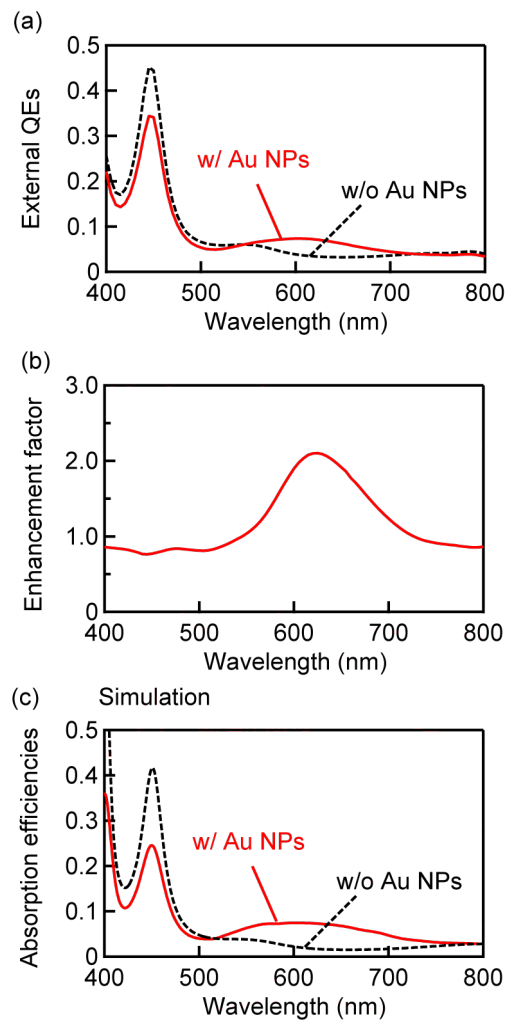 (a)
0.5
0.4
0.3
0.2
0.1
0
External QEs
w/ Au NPs
w/o Au NPs
400 500 600 700 800
Wavelength (nm)
(b)
3.0
2.0
1.0
0
Enhancement factor
400 500 600 700 800
Wavelength (nm)
(c) Simulation
0.5
0.4
0.3
0.2
0.1
0
Absorption efficiencies
w/ Au NPs
w/o Au NPs
400 500 600 700 800
Wavelength (nm)